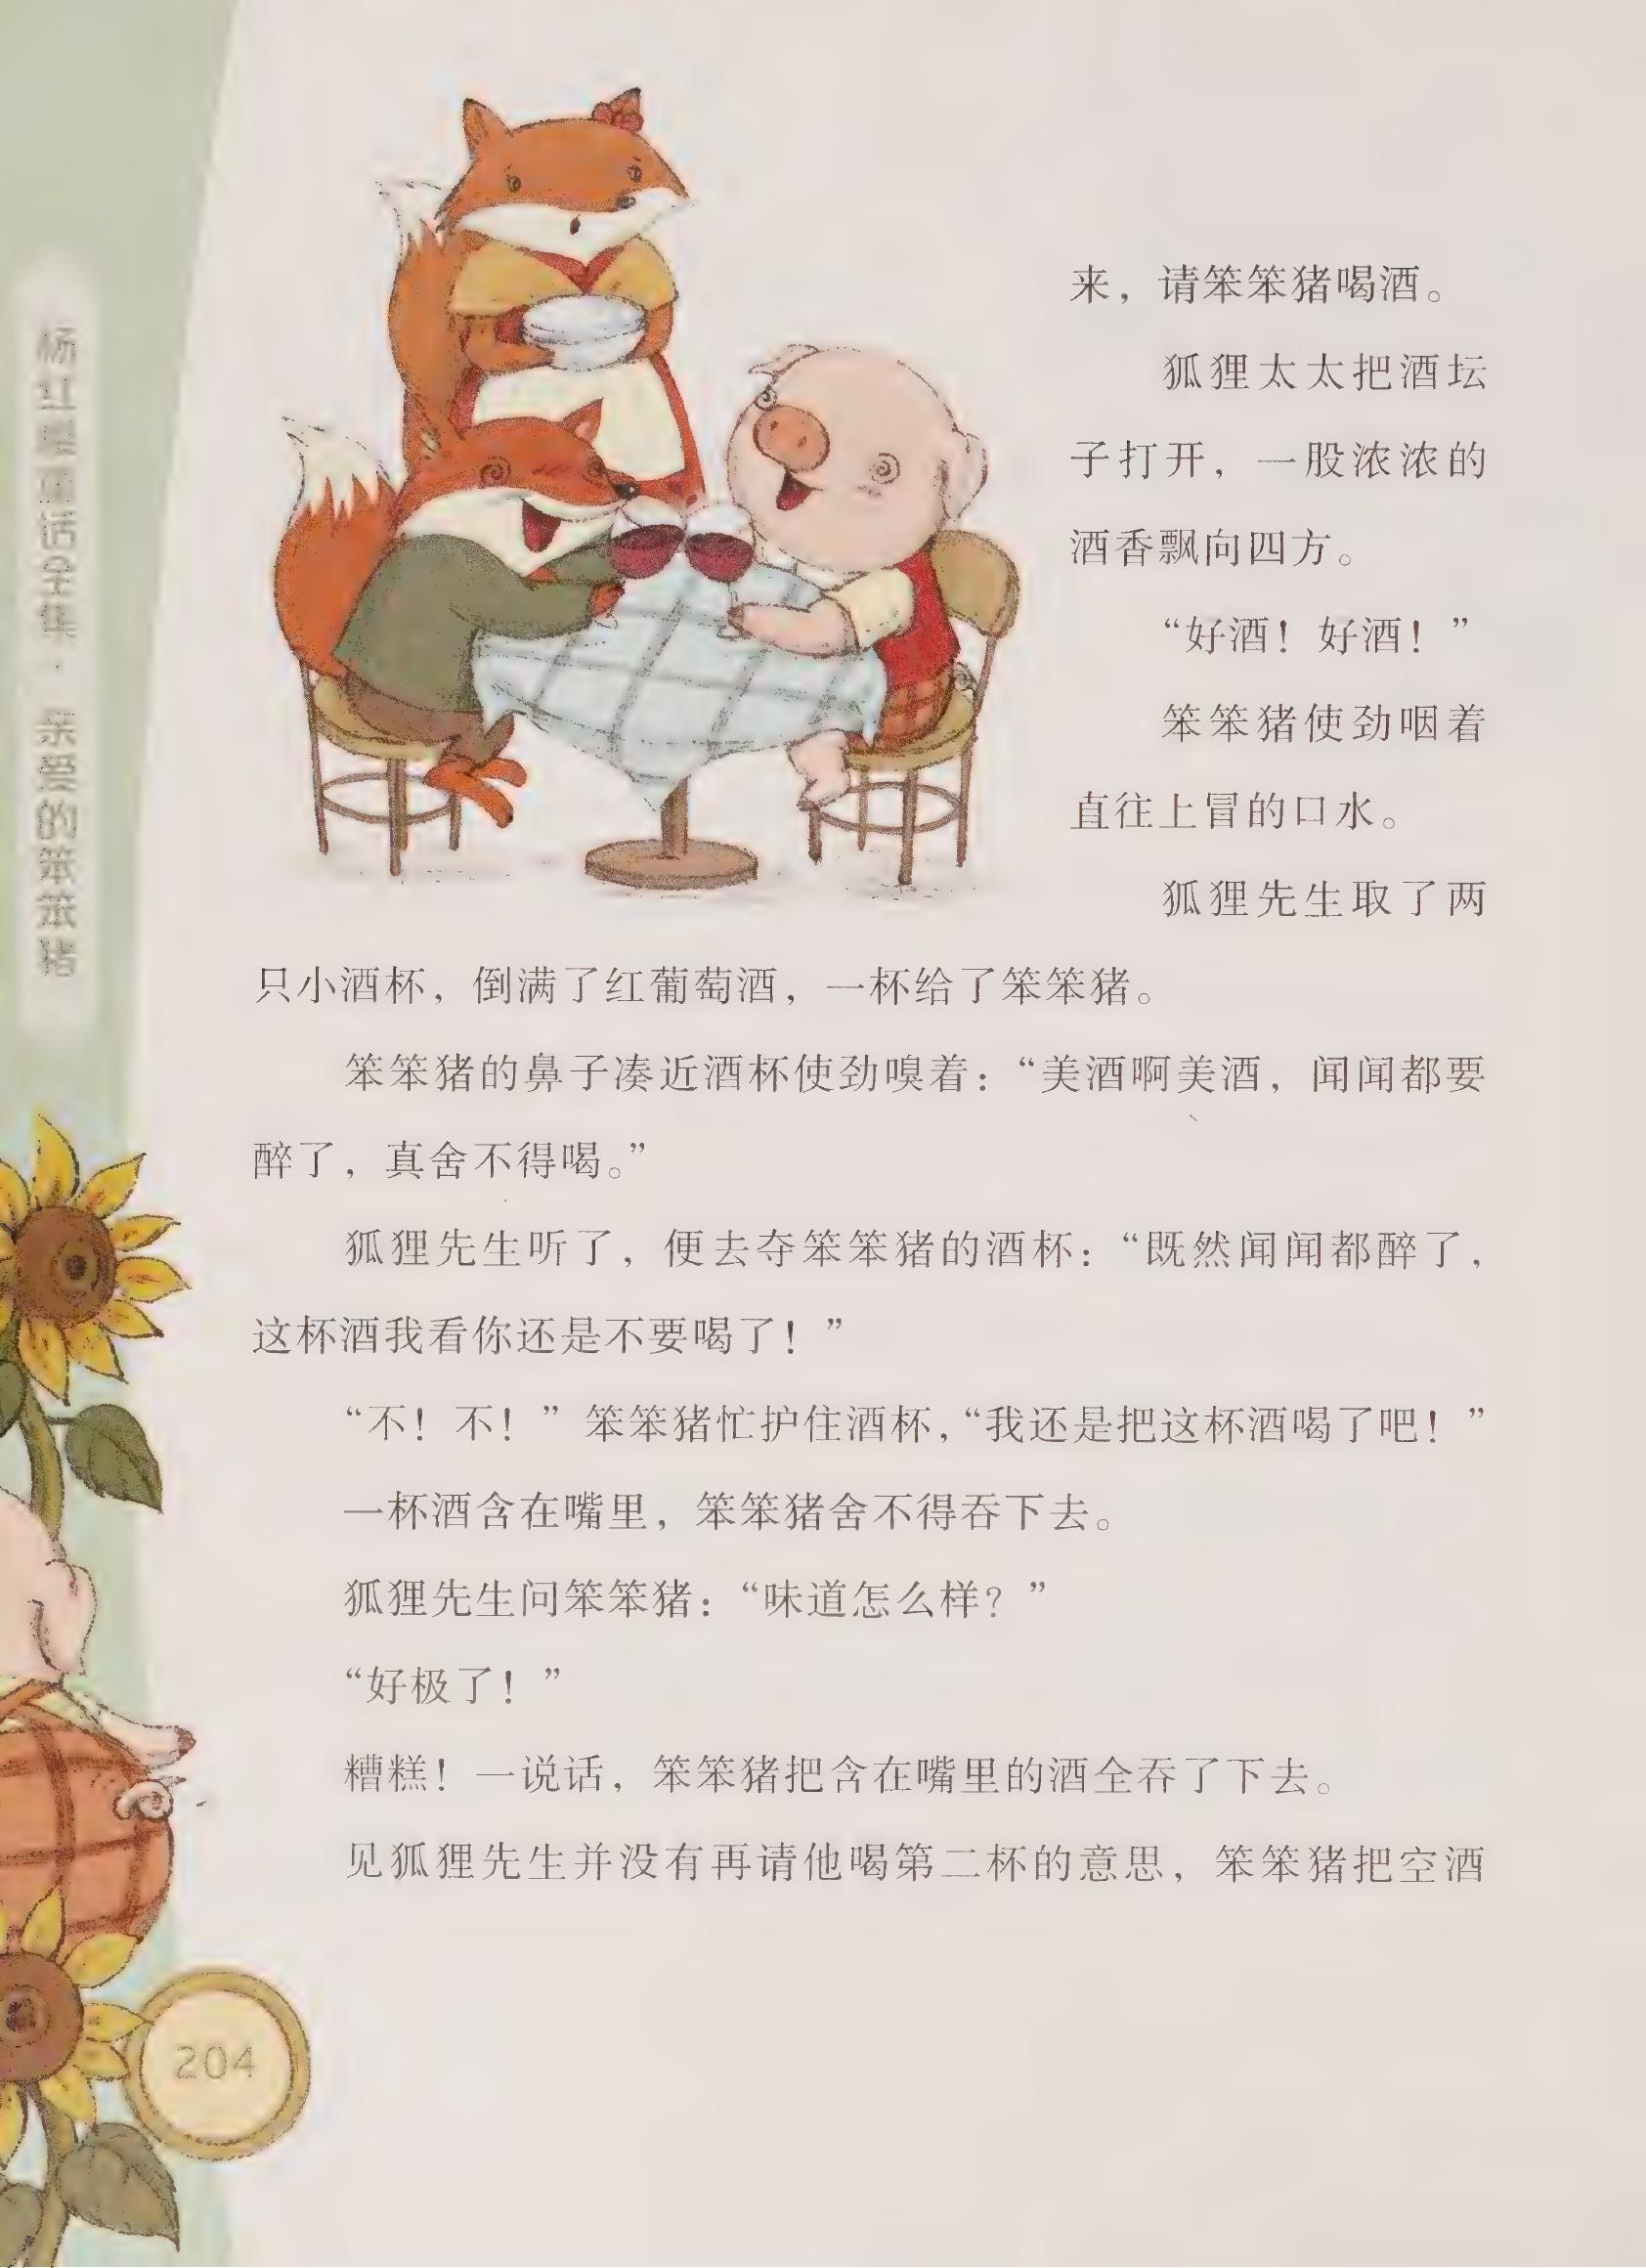 杨红樱童话全集·亲爱的笨笨猪
来，请笨笨猪喝酒。
狐狸太太把酒坛
子打开，一股浓浓的
酒香飘向四方。
“好酒！好酒！”
笨笨猪使劲咽着
直往上冒的口水。
狐狸先生取了两
只小酒杯，倒满了红葡萄酒，一杯给了笨笨猪。
笨笨猪的鼻子凑近酒杯使劲嗅着：“美酒啊美酒，闻闻都要
醉了，真舍不得喝。”
狐狸先生听了，便去夺笨笨猪的酒杯：“既然闻闻都醉了，
这杯酒我看你还是不要喝了！”
“不！不！”笨笨猪忙护住酒杯，“我还是把这杯酒喝了吧！”
一杯酒含在嘴里，笨笨猪舍不得吞下去。
狐狸先生问笨笨猪：“味道怎么样？”
“好极了！”
糟糕！一说话，笨笨猪把含在嘴里的酒全吞了下去。
见狐狸先生并没有再请他喝第二杯的意思，笨笨猪把空酒
204